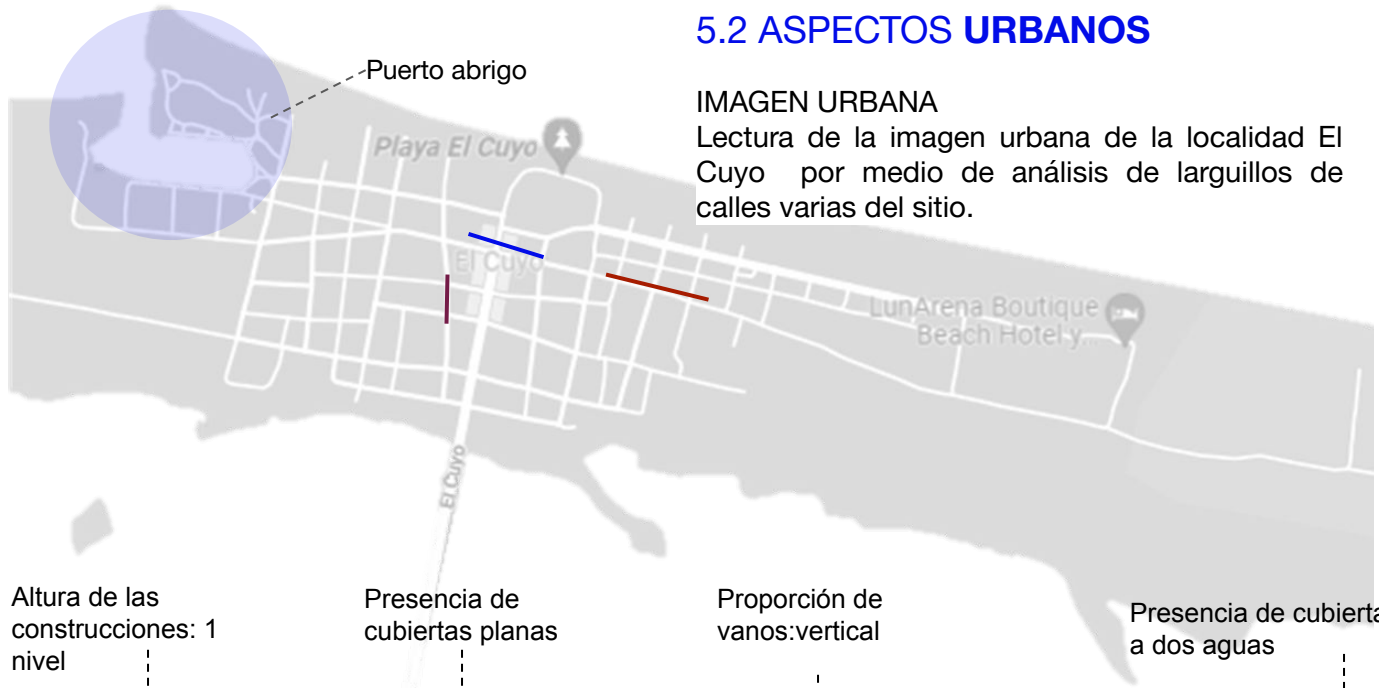 5.2 ASPECTOS URBANOS
Puerto abrigo
IMAGEN URBANA
Lectura de la imagen urbana de la localidad El
Cuyo por medio de análisis de larguillos de
calles varias del sitio.
Playa El Cuyo
El Cuyo
LunArena Boutique
Beach Hotel y...
El Cuyo
Altura de las
construcciones: 1
nivel
Presencia de
cubiertas planas
Proporción de
vanos:vertical
Presencia de cubierta
a dos aguas